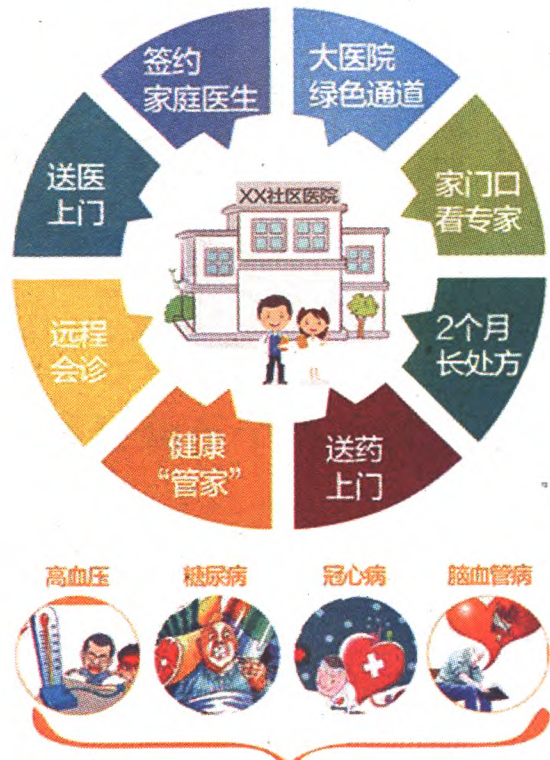 签约
家庭医生
大医院
绿色通道
送医
上门
家门口
看专家
XX社区医院
远程
会诊
2个月
长处方
健康
“管家”
送药
上门
高血压
糖尿病
冠心病
脑血管病